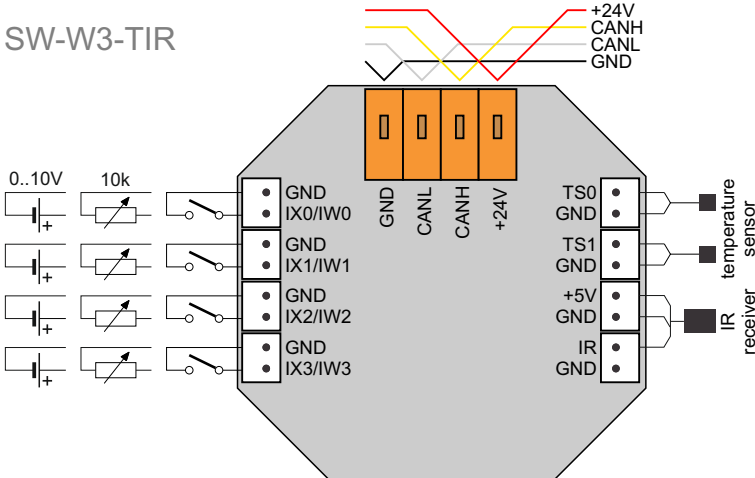 SW-W3-TIR
+24V
CANH
CANL
GND
GND
CANL
CANH
+24V
0..10V
10k
+
GND
IX0/IW0
+
GND
IX1/IW1
+
GND
IX2/IW2
+
GND
IX3/IW3
TS0
GND
TS1
GND
+5V
GND
IR
GND
temperature
sensor
IR
receiver